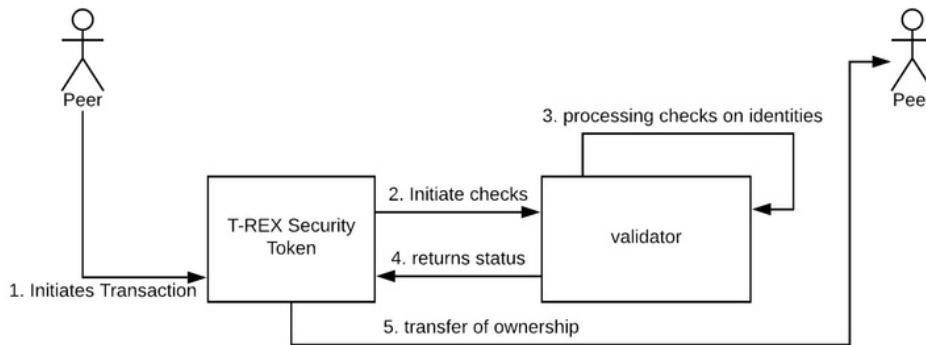 Peer
Pee
3. processing checks on identities
2. Initiate checks
T-REX Security
Token
validator
4. returns status
1. Initiates Transaction
5. transfer of ownership